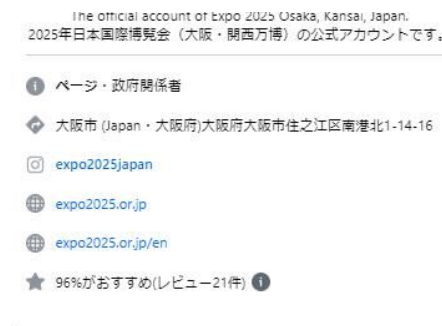 The official account of Expo 2025 Osaka, Kansai, Japan.
2025年日本国際博覧会（大阪・関西万博）の公式アカウントです。
ページ・政府関係者
大阪市 (Japan・大阪府)大阪府大阪市住之江区南港北1-14-16
expo2025japan
expo2025.or.jp
expo2025.or.jp/en
96%がおすすめ(レビュー21件)